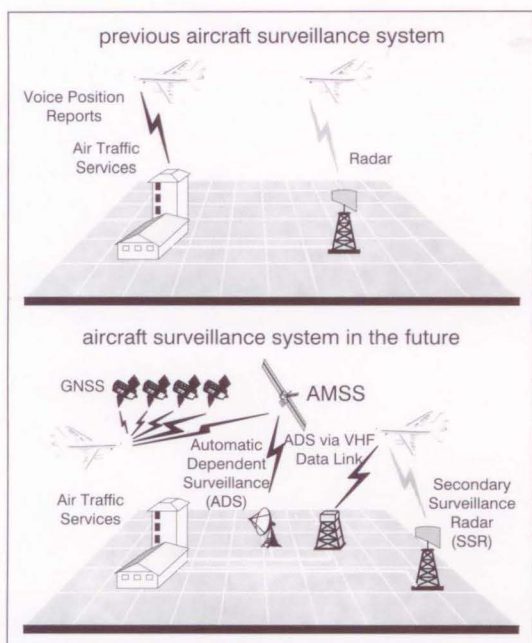 previous aircraft surveillance system
Voice Position
Reports
Air Traffic
Services
Radar
aircraft surveillance system in the future
GNSS
AMSS
Automatic
Dependent
Surveillance
(ADS)
ADS via VHF
Data Link
Air Traffic
Services
Secondary
Surveillance
Radar
(SSR)